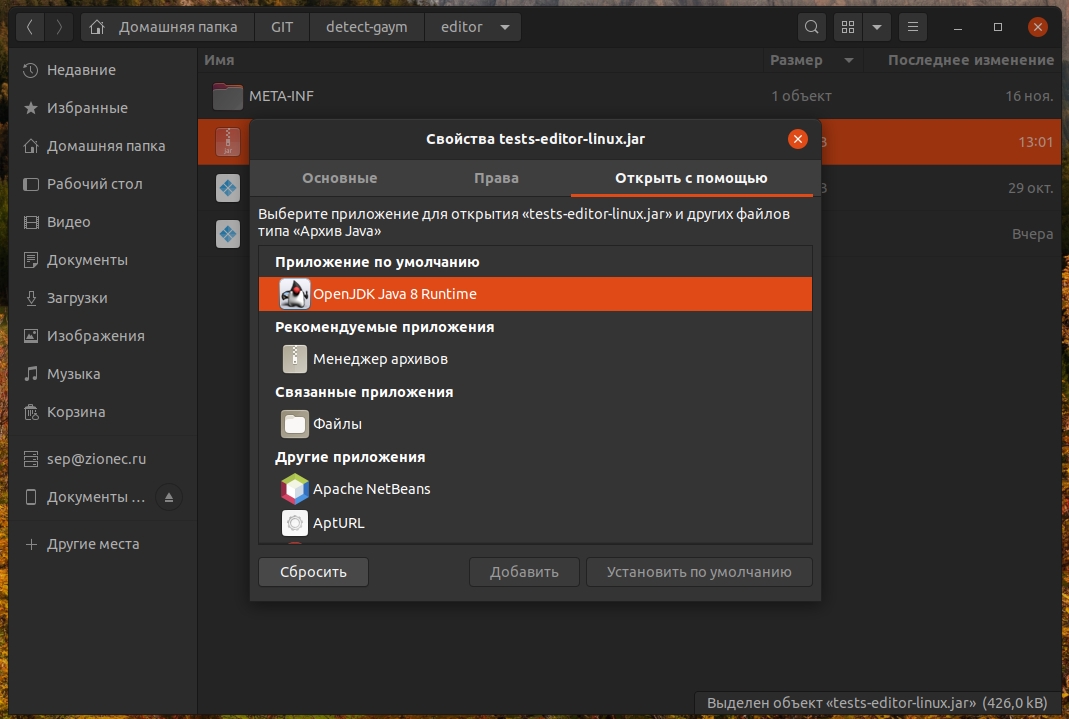 Домашняя папка GIT detect-gaym editor
Имя Размер Последнее изменение
Недавние
META-INF 1 объект 16 ноя.
Избранные
Свойства tests-editor-linux.jar
Домашняя папка
jar 13:01
Основные Права Открыть с помощью
Рабочий стол
29 окт.
Видео
Выберите приложение для открытия «tests-editor-linux.jar» и других файлов
типа «Архив Java»
Вчера
Документы
Приложение по умолчанию
Загрузки
OpenJDK Java 8 Runtime
Рекомендуемые приложения
Изображения
Менеджер архивов
Музыка
Связанные приложения
Корзина
Файлы
Другие приложения
sep@zionec.ru
Apache NetBeans
Документы ...
AptURL
Другие места
Сбросить Добавить Установить по умолчанию
Выделен объект «tests-editor-linux.jar» (426,0 kB)